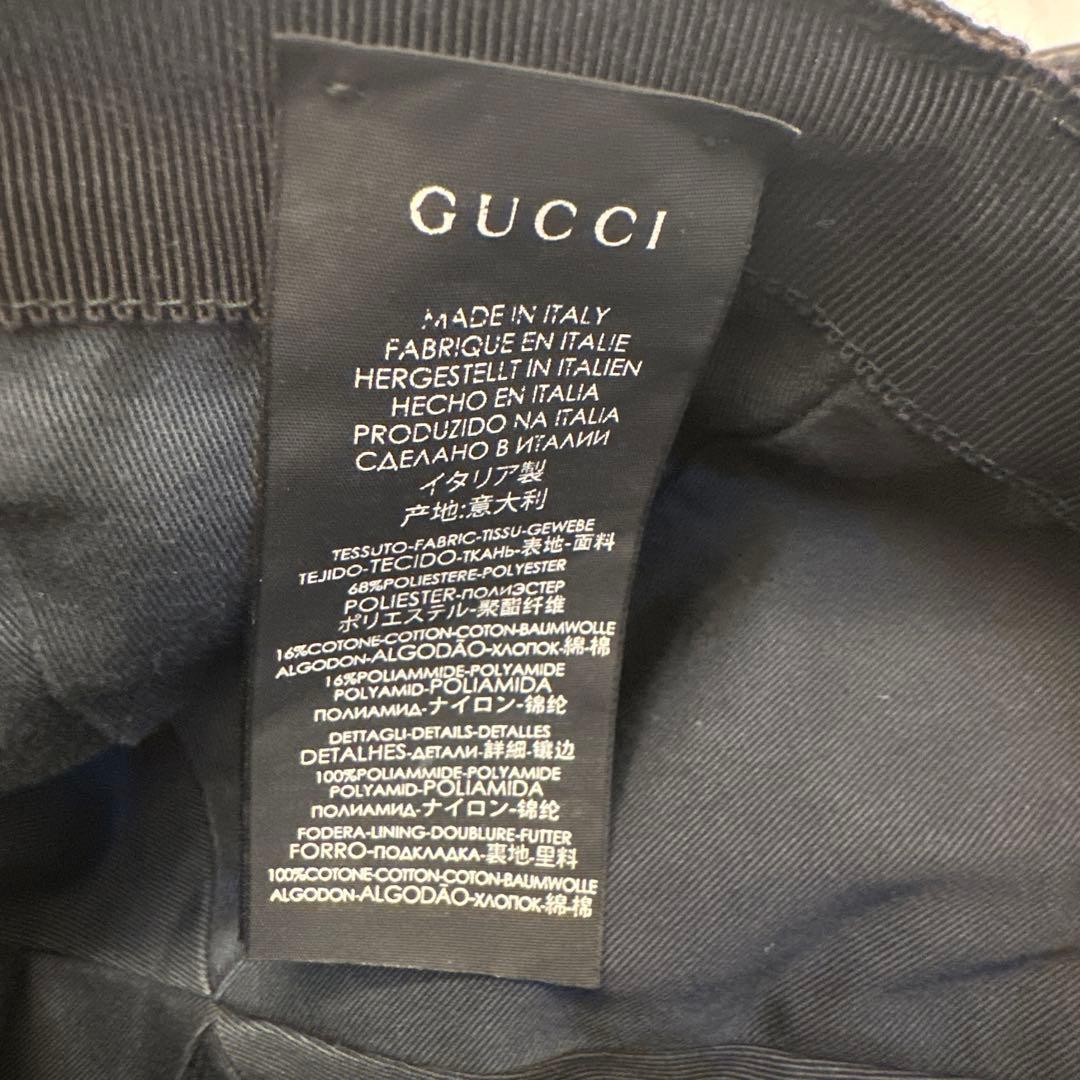 GUCCI
MADE IN ITALY
FABRIQUE EN ITALIE
HERGESTELLT IN ITALIEN
HECHO EN ITALIA
PRODUZIDO NA ITALIA
СДЕЛАНО В ИТАЛИИ
イタリア製
产地:意大利
TESSUTO-FABRIC-TISSU-GEWEBE
TEJIDO-TECIDO-ТКАНЬ-表地-面料
68%POLIESTERE-POLYESTER
POLIESTER-ПОЛИЭСТЕР
ポリエステル-聚酯纤维
16%COTONE-COTTON-COTON-BAUMWOLLE
ALGODON-ALGODÃO-ХЛОПОК-綿-棉
16%POLIAMMIDE-POLYAMIDE
POLYAMID-POLIAMIDA
ПОЛИАМИД-ナイロン-锦纶
DETTAGLI-DETAILS-DETALLES
DETALHES-ДЕТАЛИ-詳細-镶边
100%POLIAMMIDE-POLYAMIDE
POLYAMID-POLIAMIDA
ПОЛИАМИД-ナイロン-锦纶
FODERA-LINING-DOUBLURE-FUTTER
FORRO-ПОДКЛАДКА-裏地-里料
100%COTONE-COTTON-COTON-BAUMWOLLE
ALGODON-ALGODÃO-ХЛОПОК-綿-棉